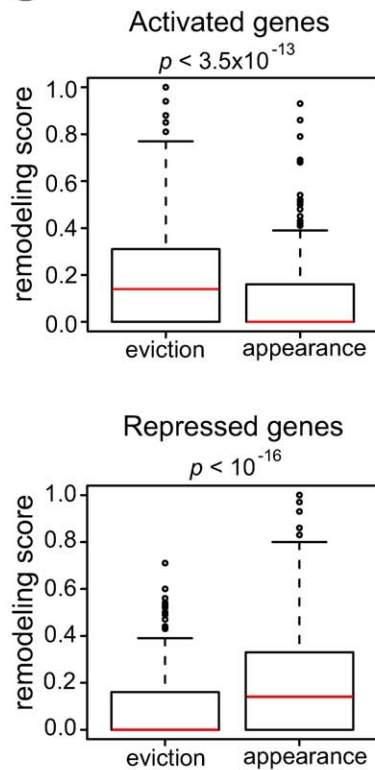 Activated genes
p < 3.5x10^-13
remodeling score
1.0
0.8
0.6
0.4
0.2
0.0
eviction appearance
Repressed genes
p < 10^-16
remodeling score
1.0
0.8
0.6
0.4
0.2
0.0
eviction appearance